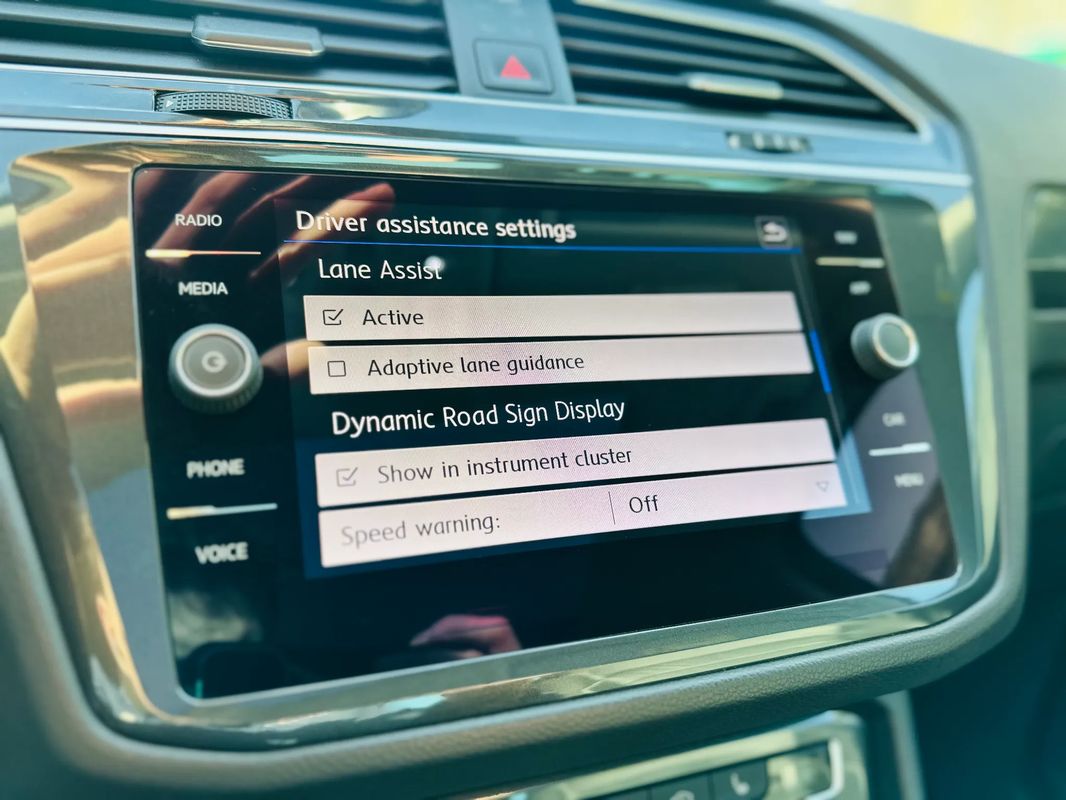 RADIO
MEDIA
PHONE
VOICE
Driver assistance settings
Lane Assist
Active
Adaptive lane guidance
Dynamic Road Sign Display
Show in instrument cluster
Speed warning: Off
CAR
MENU